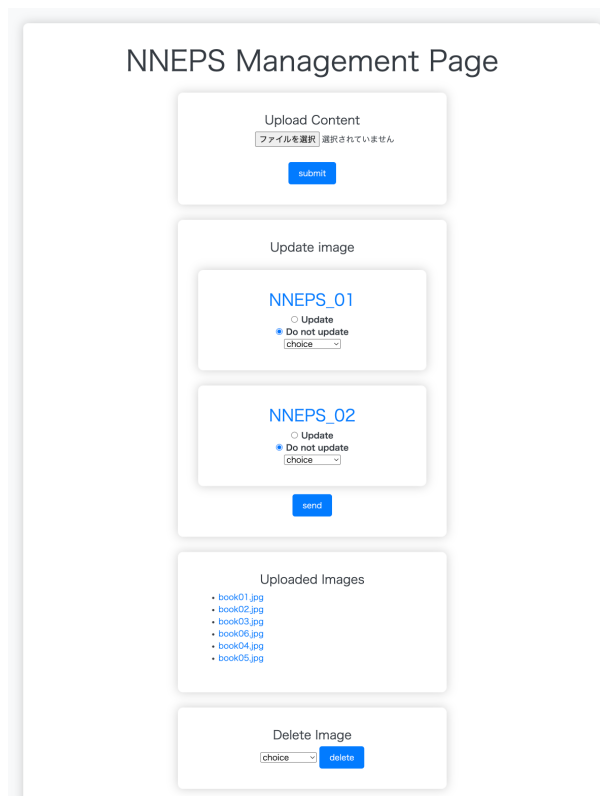 NNEPS Management Page
Upload Content
ファイルを選択 選択されていません
submit
Update image
NNEPS_01
Update
Do not update
choice
NNEPS_02
Update
Do not update
choice
send
Uploaded Images
book01.jpg
book02.jpg
book03.jpg
book06.jpg
book04.jpg
book05.jpg
Delete Image
choice delete